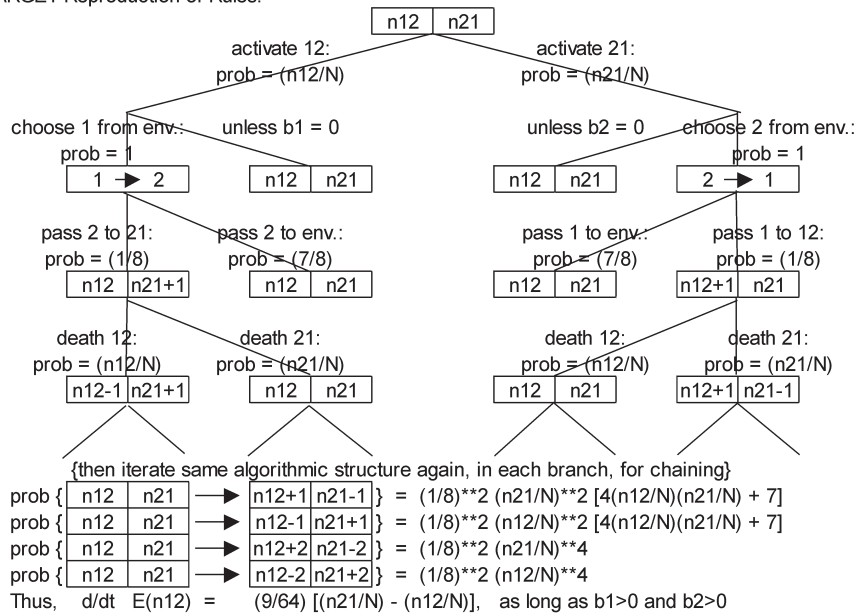 ARGET Reproduction of Rules:
n12 n21
activate 12: activate 21:
prob = (n12/N) prob = (n21/N)
choose 1 from env.: unless b1 = 0 unless b2 = 0 choose 2 from env.:
prob = 1 prob = 1
1 → 2 n12 n21 n12 n21 2 → 1
pass 2 to 21: pass 2 to env.: pass 1 to env.: pass 1 to 12:
prob = (1/8) prob = (7/8) prob = (7/8) prob = (1/8)
n12 n21+1 n12 n21 n12 n21 n12+1 n21
death 12: death 21: death 12: death 21:
prob = (n12/N) prob = (n21/N) prob = (n12/N) prob = (n21/N)
n12-1 n21+1 n12 n21 n12 n21 n12+1 n21-1
{then iterate same algorithmic structure again, in each branch, for chaining}
prob { n12 n21 → n12+1 n21-1 } = (1/8)**2 (n21/N)**2 [4(n12/N)(n21/N) + 7]
prob { n12 n21 → n12-1 n21+1 } = (1/8)**2 (n12/N)**2 [4(n12/N)(n21/N) + 7]
prob { n12 n21 → n12+2 n21-2 } = (1/8)**2 (n21/N)**4
prob { n12 n21 → n12-2 n21+2 } = (1/8)**2 (n12/N)**4
Thus, d/dt E(n12) = (9/64) [(n21/N) - (n12/N)], as long as b1>0 and b2>0